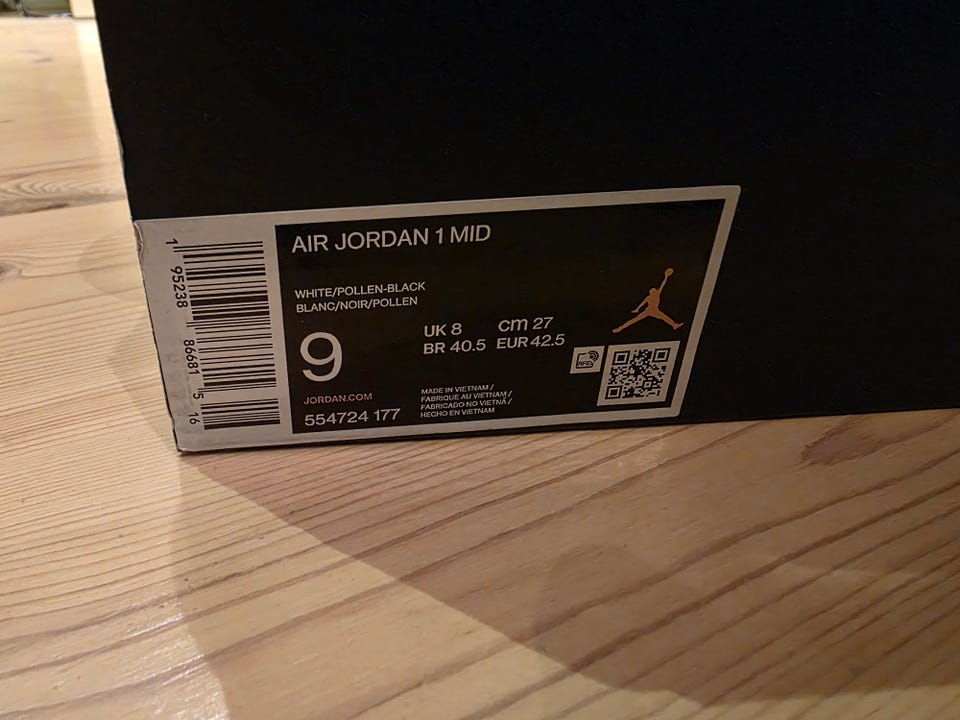 AIR JORDAN 1 MID
WHITE/POLLEN-BLACK
BLANC/NOIR/POLLEN
9
UK 8 cm 27
BR 40.5 EUR 42.5
JORDAN.COM
554724 177
MADE IN VIETNAM /
FABRIQUE AU VIETNAM /
FABRICADO NO VIETNÃ /
HECHO EN VIETNAM
RFID
1 95238 86681 5 16